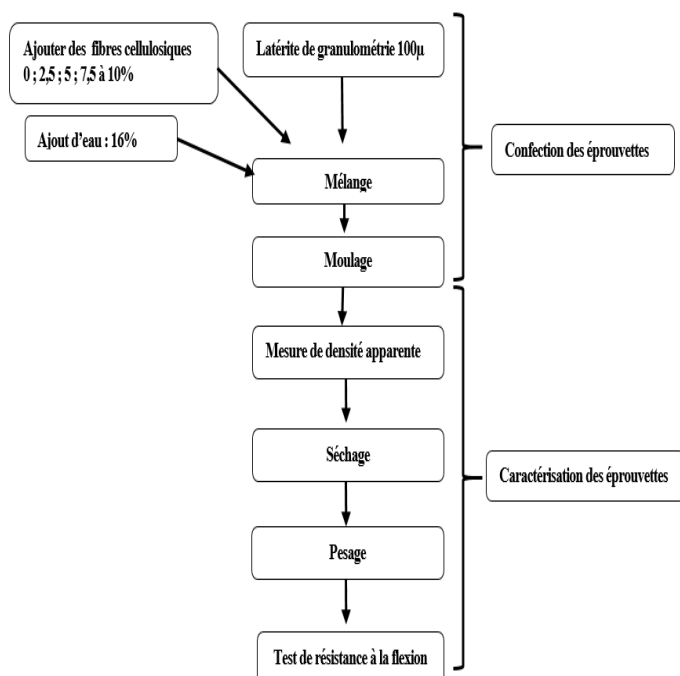 Ajouter des fibres cellulosiques
0 ; 2,5 ; 5 ; 7,5 à 10%
Latérite de granulométrie 100µ
Ajout d’eau : 16%
Confection des éprouvettes
Mélange
Moulage
Mesure de densité apparente
Séchage
Caractérisation des éprouvettes
Pesage
Test de résistance à la flexion